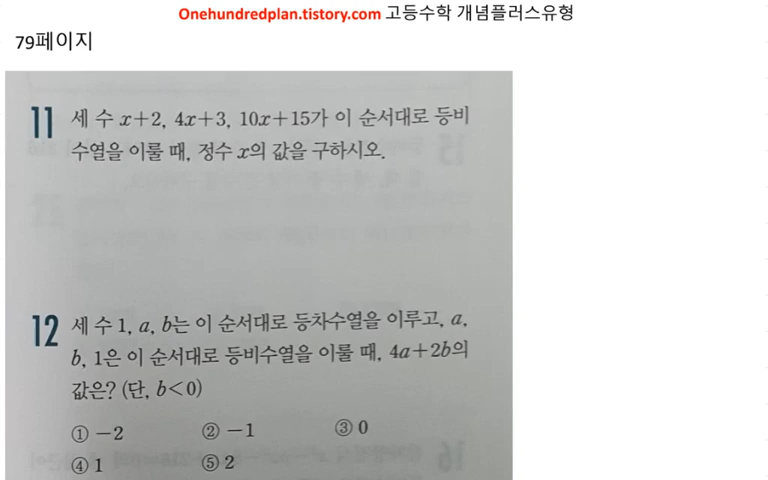 Onehundredplan.tistory.com 고등수학 개념플러스유형
79페이지
11 세 수 x+2, 4x+3, 10x+15가 이 순서대로 등비
수열을 이룰 때, 정수 x의 값을 구하시오.
12 세 수 1, a, b는 이 순서대로 등차수열을 이루고, a,
b, 1은 이 순서대로 등비수열을 이룰 때, 4a+2b의
값은? (단, b<0)
① -2 ② -1 ③ 0
④ 1 ⑤ 2